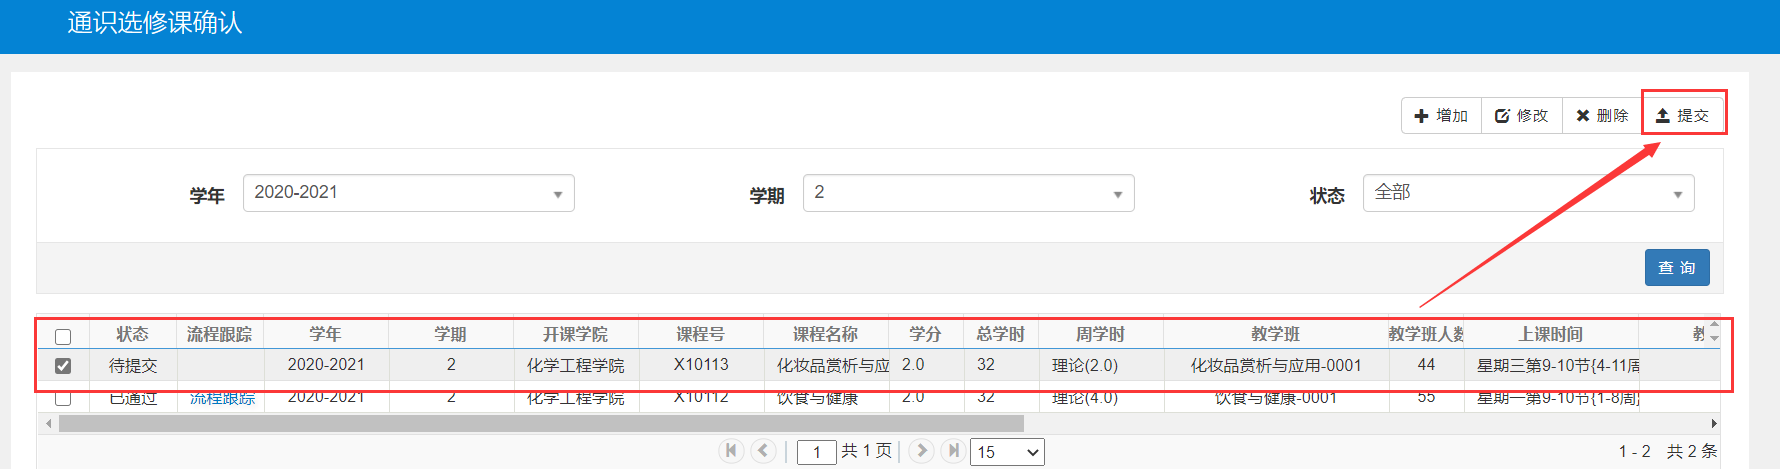 通识选修课确认
增加 修改 删除 提交
学年 2020-2021 学期 2 状态 全部
查 询
状态 流程跟踪 学年 学期 开课学院 课程号 课程名称 学分 总学时 周学时 教学班 教学班人数 上课时间
待提交 2020-2021 2 化学工程学院 X10113 化妆品赏析与应 2.0 32 理论(2.0) 化妆品赏析与应用-0001 44 星期三第9-10节{4-11周
已通过 流程跟踪 2020-2021 2 化学工程学院 X10112 饮食与健康 2.0 32 理论(4.0) 饮食与健康-0001 55 星期一第9-10节{1-8周}
1 共 1 页 15 1 - 2 共 2 条